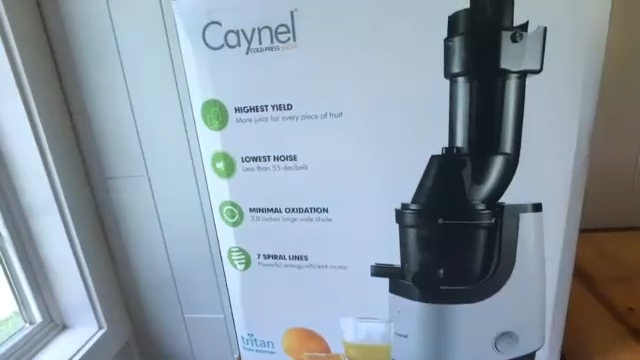 Caynel
COLD PRESS JUICER
HIGHEST YIELD
More juice for every piece of fruit
LOWEST NOISE
Less than 55 decibels
MINIMAL OXIDATION
3.0 inches large wide chute
7 SPIRAL LINES
Powerful energy-efficient motor
tritan
Caynel